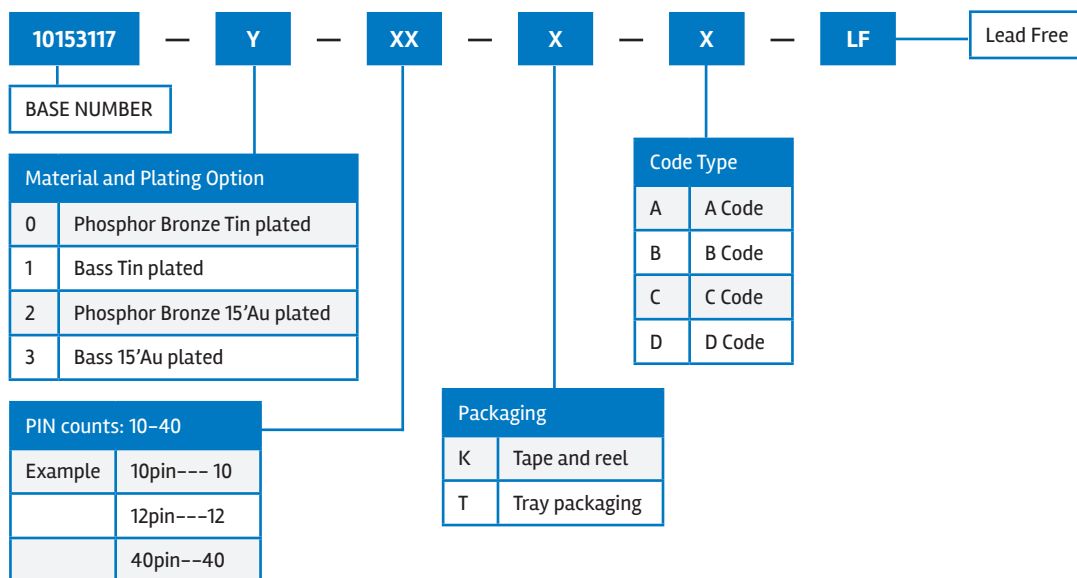 10153117 — Y — XX — X — X — LF
Lead Free
BASE NUMBER
Material and Plating Option
0 Phosphor Bronze Tin plated
1 Bass Tin plated
2 Phosphor Bronze 15'Au plated
3 Bass 15'Au plated
Code Type
A A Code
B B Code
C C Code
D D Code
PIN counts: 10-40
Example 10pin--- 10
12pin---12
40pin--40
Packaging
K Tape and reel
T Tray packaging